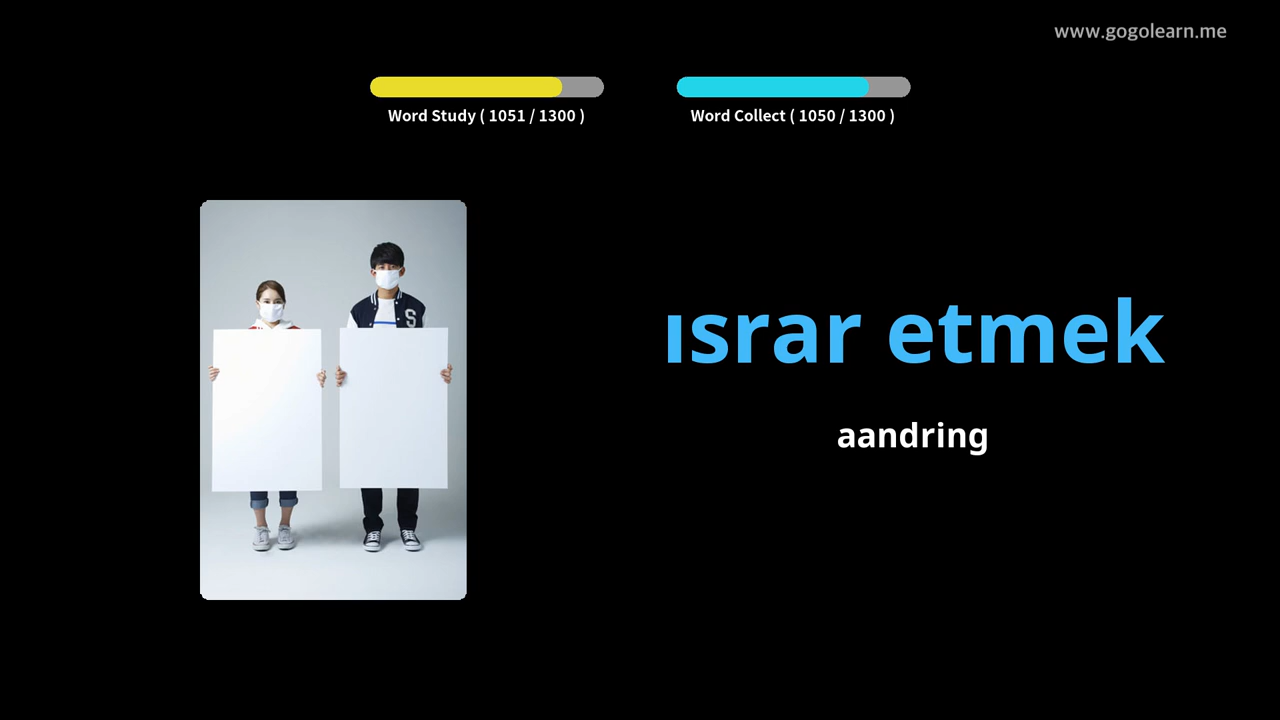 www.gogolearn.me
Word Study ( 1051 / 1300 )
Word Collect ( 1050 / 1300 )
S
ısrar etmek
aandring